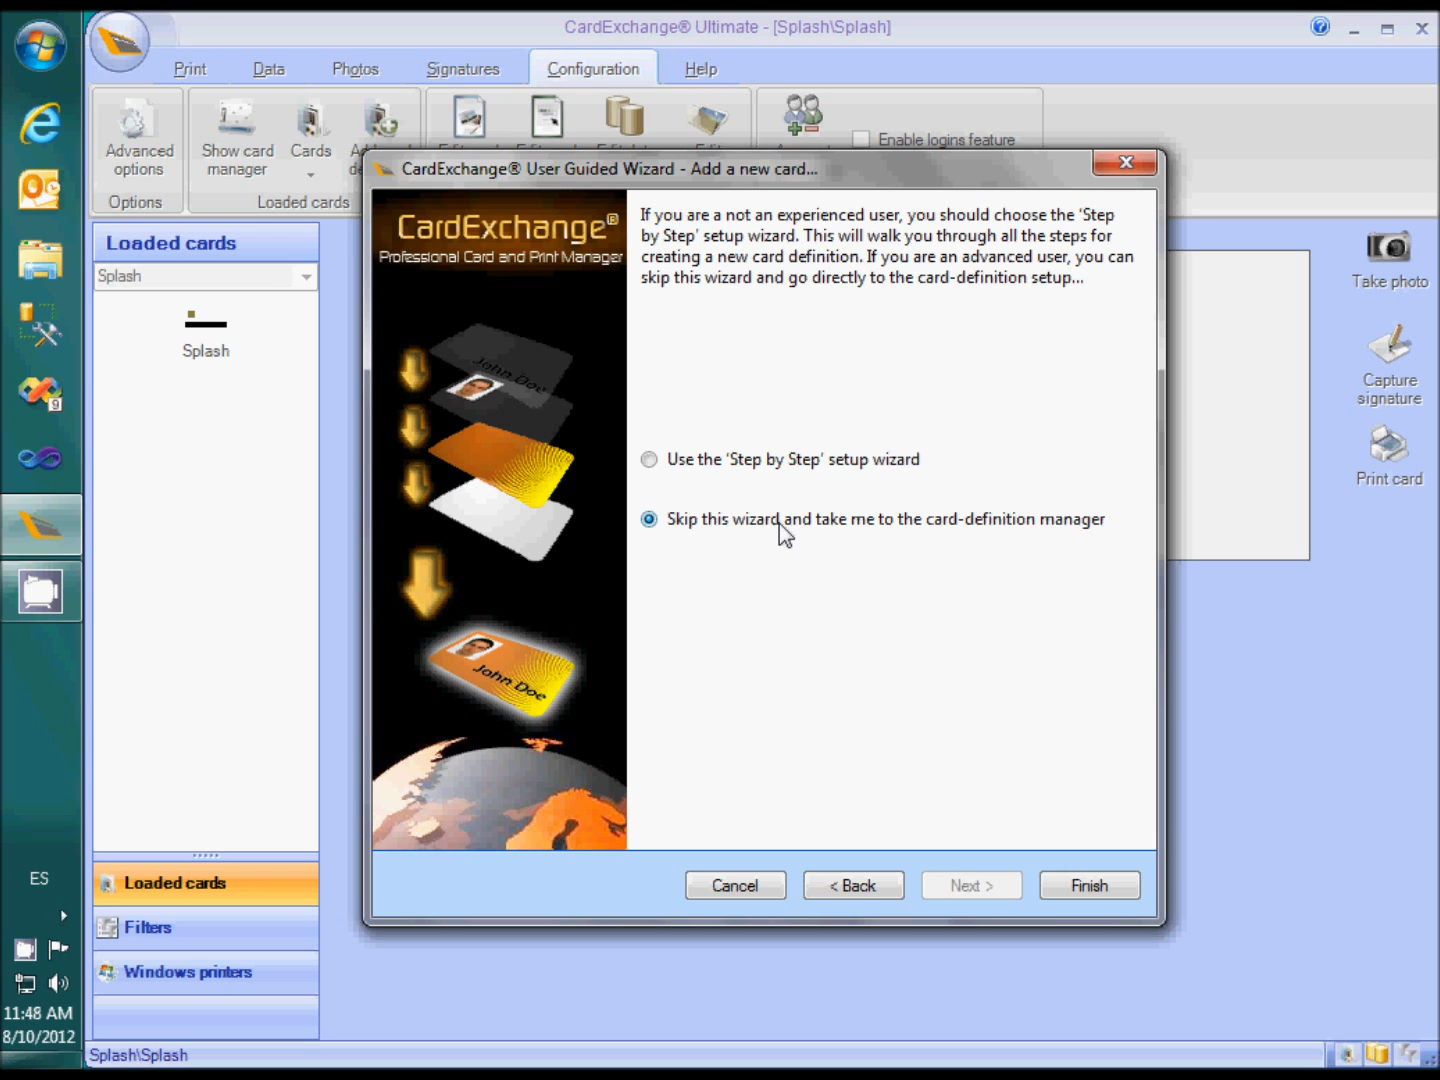 CardExchange® Ultimate - [Splash\Splash]
Print Data Photos Signatures Configuration Help
Advanced options
Show card manager
Cards
Enable logins feature
Options
Loaded cards
CardExchange® User Guided Wizard - Add a new card...
Loaded cards
Splash
Splash
CardExchange®
Professional Card and Print Manager
John Doe
John Doe
If you are a not an experienced user, you should choose the 'Step
by Step' setup wizard. This will walk you through all the steps for
creating a new card definition. If you are an advanced user, you can
skip this wizard and go directly to the card-definition setup...
Use the 'Step by Step' setup wizard
Skip this wizard and take me to the card-definition manager
Cancel
< Back
Next >
Finish
Take photo
Capture
signature
Print card
Loaded cards
Filters
Windows printers
Splash\Splash
9
ES
11:48 AM
8/10/2012